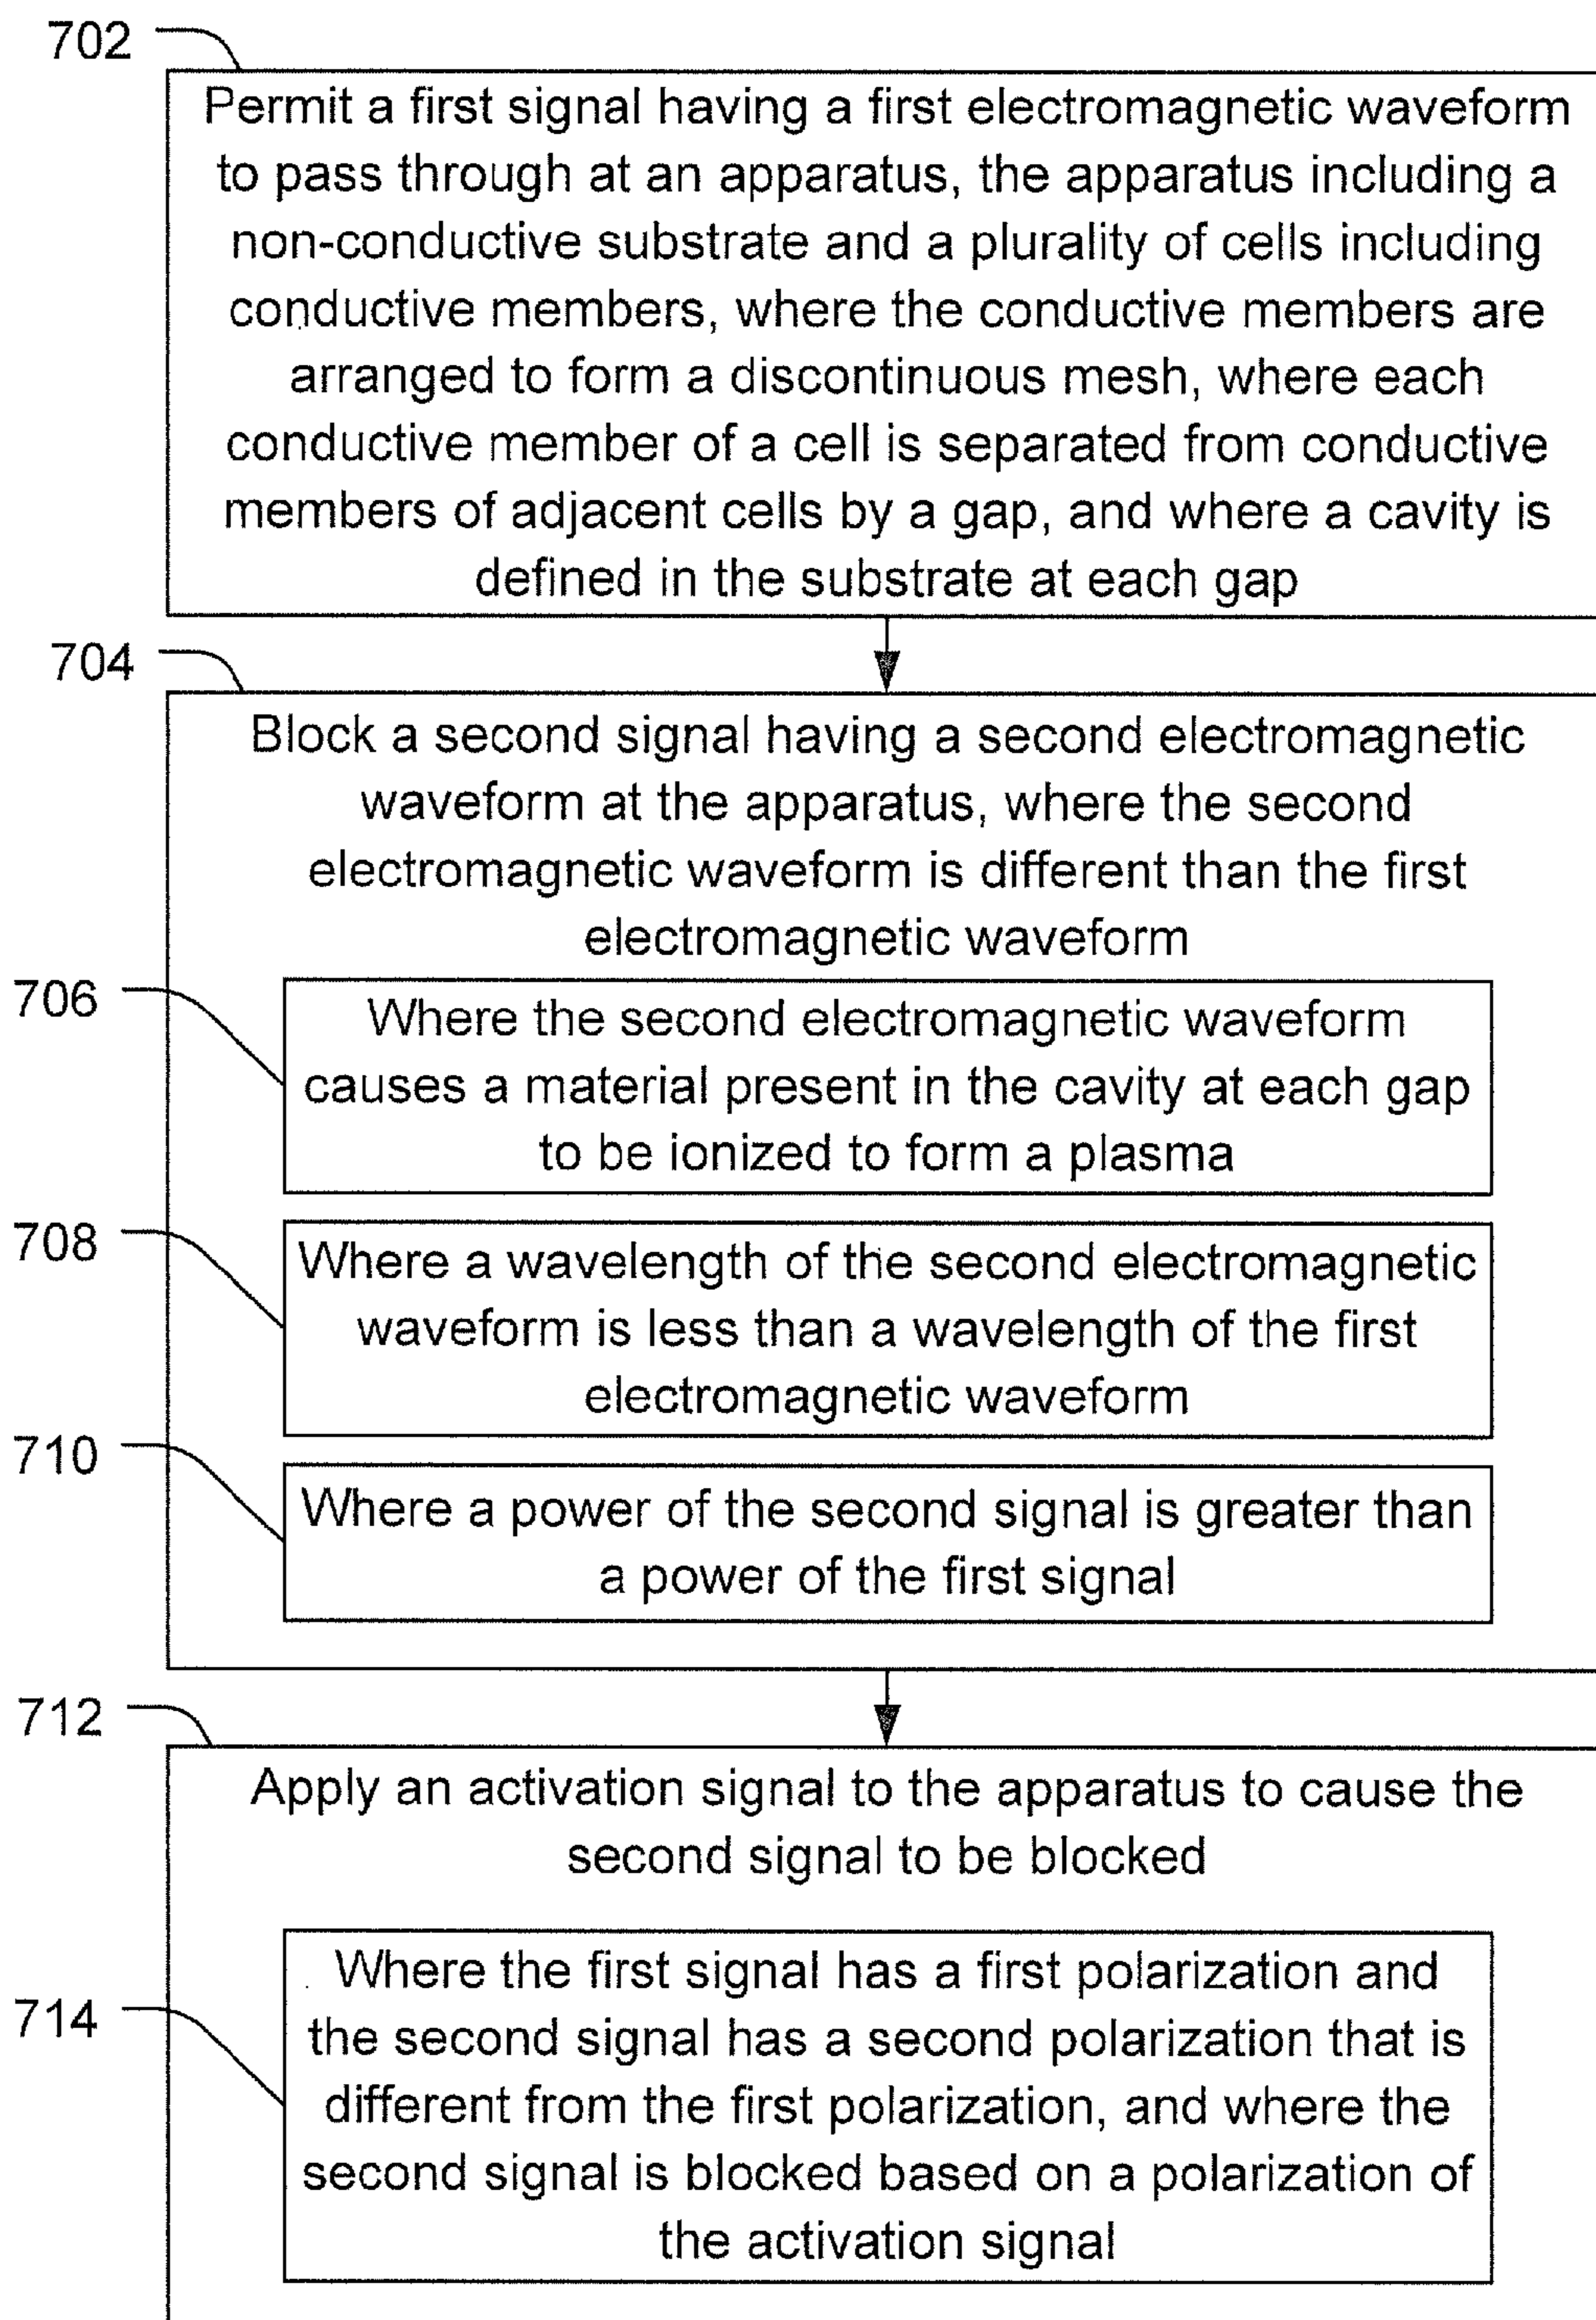 702
Permit a first signal having a first electromagnetic waveform
to pass through at an apparatus, the apparatus including a
non-conductive substrate and a plurality of cells including
conductive members, where the conductive members are
arranged to form a discontinuous mesh, where each
conductive member of a cell is separated from conductive
members of adjacent cells by a gap, and where a cavity is
defined in the substrate at each gap
704
Block a second signal having a second electromagnetic
waveform at the apparatus, where the second
electromagnetic waveform is different than the first
electromagnetic waveform
706
Where the second electromagnetic waveform
causes a material present in the cavity at each gap
to be ionized to form a plasma
708
Where a wavelength of the second electromagnetic
waveform is less than a wavelength of the first
electromagnetic waveform
710
Where a power of the second signal is greater than
a power of the first signal
712
Apply an activation signal to the apparatus to cause the
second signal to be blocked
714
Where the first signal has a first polarization and
the second signal has a second polarization that is
different from the first polarization, and where the
second signal is blocked based on a polarization of
the activation signal